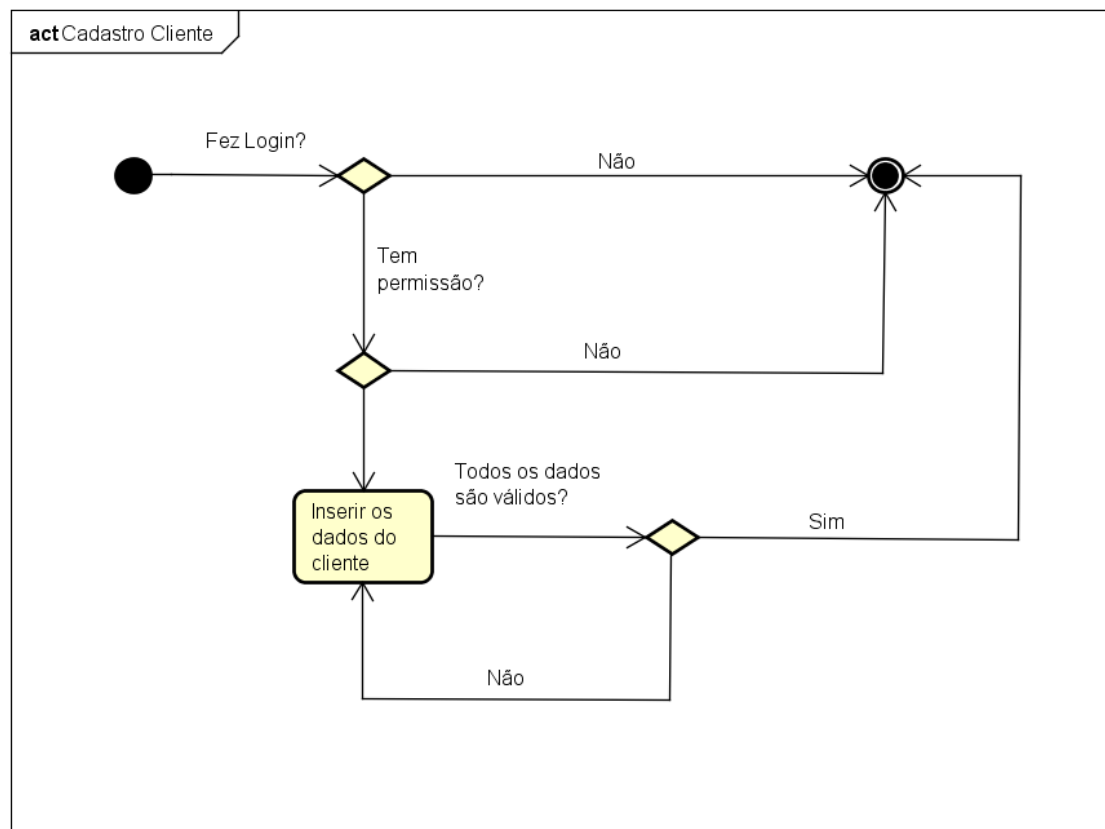 act Cadastro Cliente
Fez Login?
Não
Tem
permissão?
Não
Todos os dados
são válidos?
Inserir os
dados do
cliente
Sim
Não